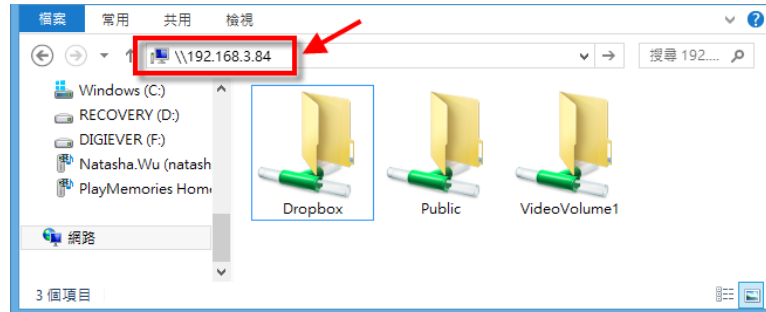 檔案 常用 共用 檢視
\\192.168.3.84
搜尋 192....
Windows (C:)
RECOVERY (D:)
DIGIEVER (F:)
Natasha.Wu (natash
PlayMemories Hom
網路
Dropbox
Public
VideoVolume1
3 個項目